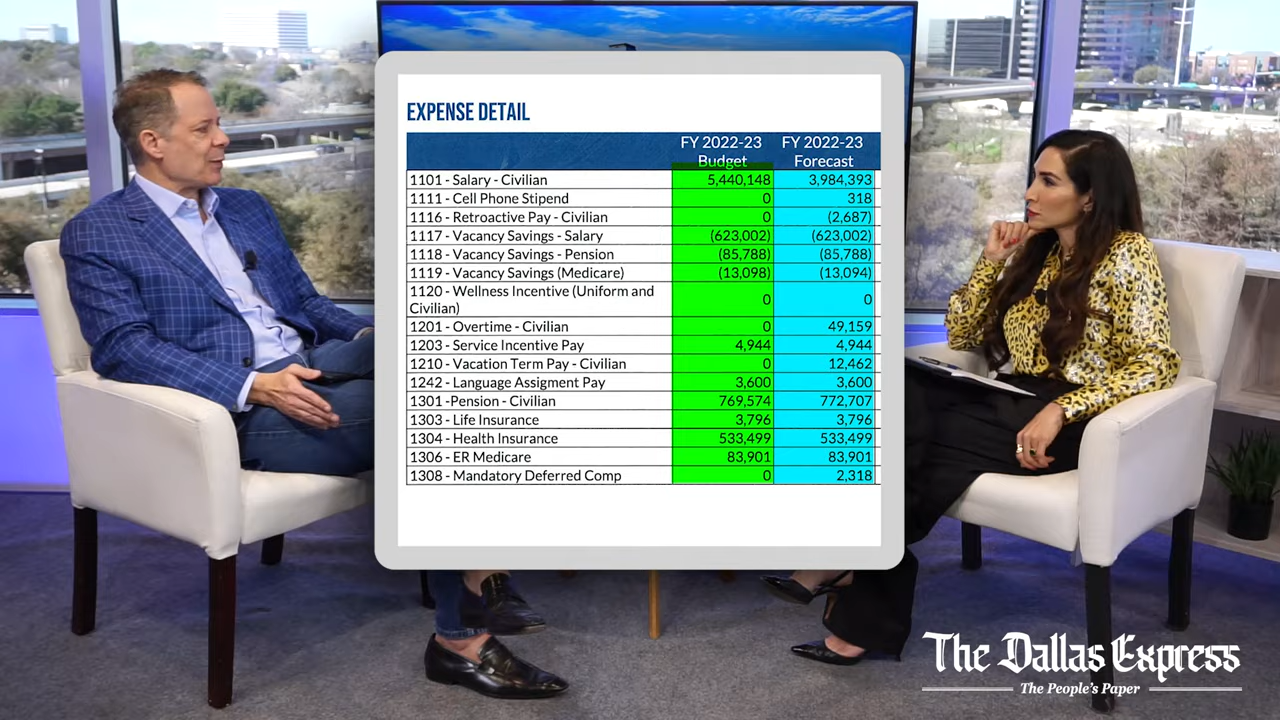 EXPENSE DETAIL
FY 2022-23 Budget FY 2022-23 Forecast
1101 - Salary - Civilian 5,440,148 3,984,393
1111 - Cell Phone Stipend 0 318
1116 - Retroactive Pay - Civilian 0 (2,687)
1117 - Vacancy Savings - Salary (623,002) (623,002)
1118 - Vacancy Savings - Pension (85,788) (85,788)
1119 - Vacancy Savings (Medicare) (13,098) (13,094)
1120 - Wellness Incentive (Uniform and
Civilian) 0 0
1201 - Overtime - Civilian 0 49,159
1203 - Service Incentive Pay 4,944 4,944
1210 - Vacation Term Pay - Civilian 0 12,462
1242 - Language Assigment Pay 3,600 3,600
1301 -Pension - Civilian 769,574 772,707
1303 - Life Insurance 3,796 3,796
1304 - Health Insurance 533,499 533,499
1306 - ER Medicare 83,901 83,901
1308 - Mandatory Deferred Comp 0 2,318
The Dallas Express
The People's Paper